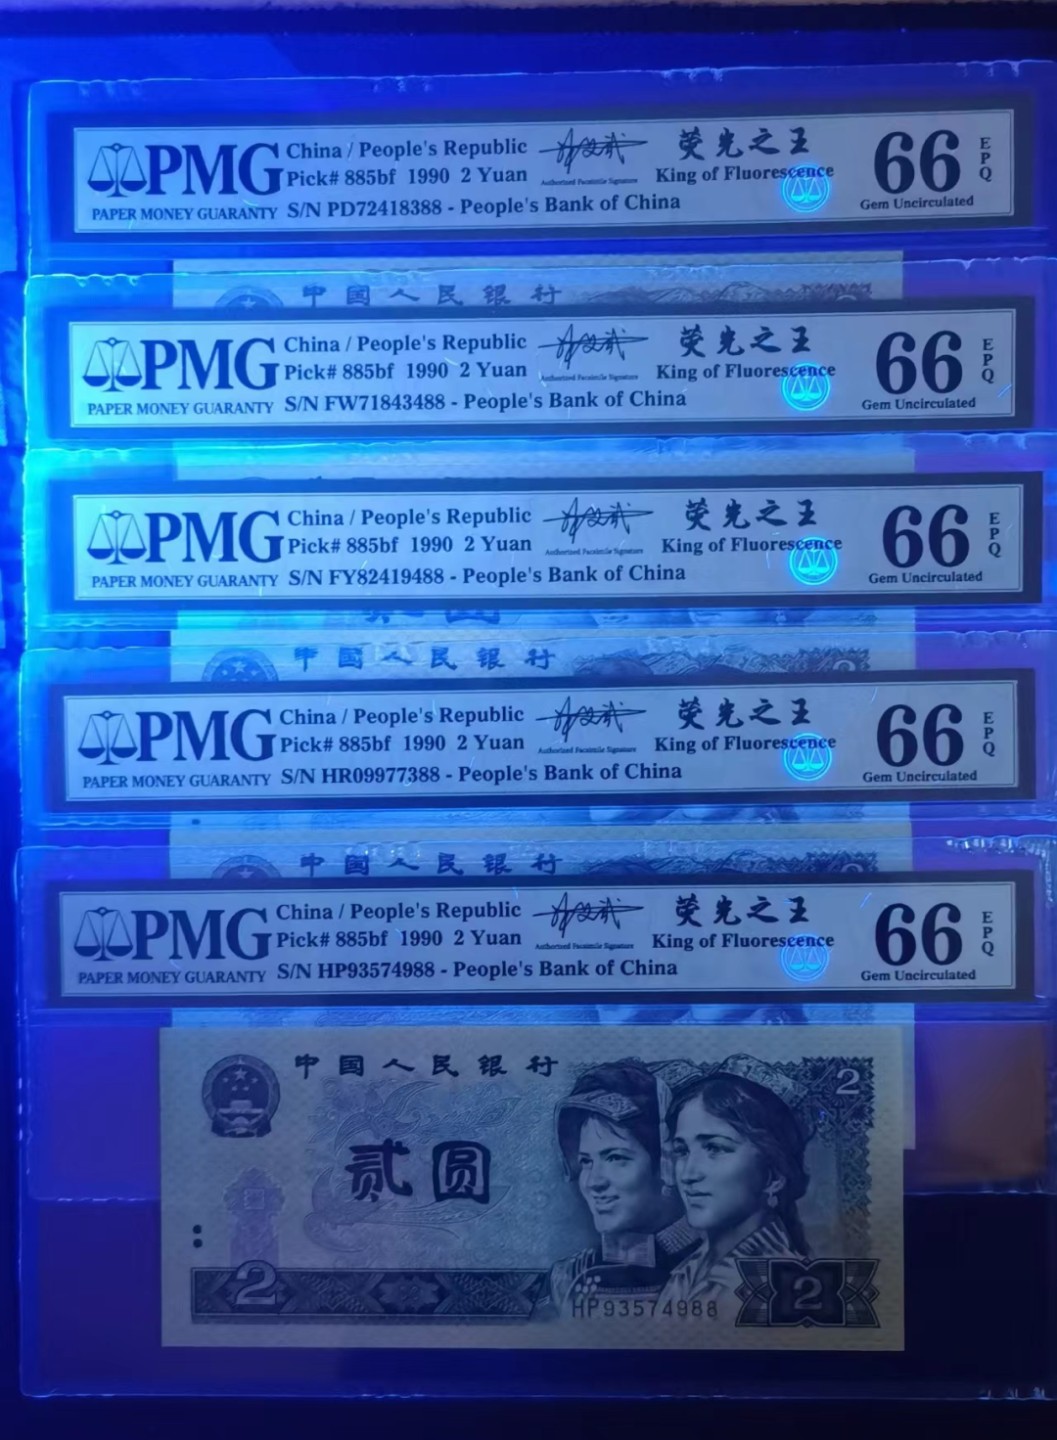 PMG
PAPER MONEY GUARANTY
China / People's Republic
Pick# 885bf 1990 2 Yuan
S/N PD72418388 - People's Bank of China
Authorized Facsimile Signature
荧光之王
King of Fluorescence
66
EPQ
Gem Uncirculated
中国人民银行
2
PMG
PAPER MONEY GUARANTY
China / People's Republic
Pick# 885bf 1990 2 Yuan
S/N FW71843488 - People's Bank of China
Authorized Facsimile Signature
荧光之王
King of Fluorescence
66
EPQ
Gem Uncirculated
PMG
PAPER MONEY GUARANTY
China / People's Republic
Pick# 885bf 1990 2 Yuan
S/N FY82419488 - People's Bank of China
Authorized Facsimile Signature
荧光之王
King of Fluorescence
66
EPQ
Gem Uncirculated
中国人民银行
2
PMG
PAPER MONEY GUARANTY
China / People's Republic
Pick# 885bf 1990 2 Yuan
S/N HR09977388 - People's Bank of China
Authorized Facsimile Signature
荧光之王
King of Fluorescence
66
EPQ
Gem Uncirculated
中国人民银行
PMG
PAPER MONEY GUARANTY
China / People's Republic
Pick# 885bf 1990 2 Yuan
S/N HP93574988 - People's Bank of China
Authorized Facsimile Signature
荧光之王
King of Fluorescence
66
EPQ
Gem Uncirculated
中国人民银行
2
贰圆
2
HP93574988
2